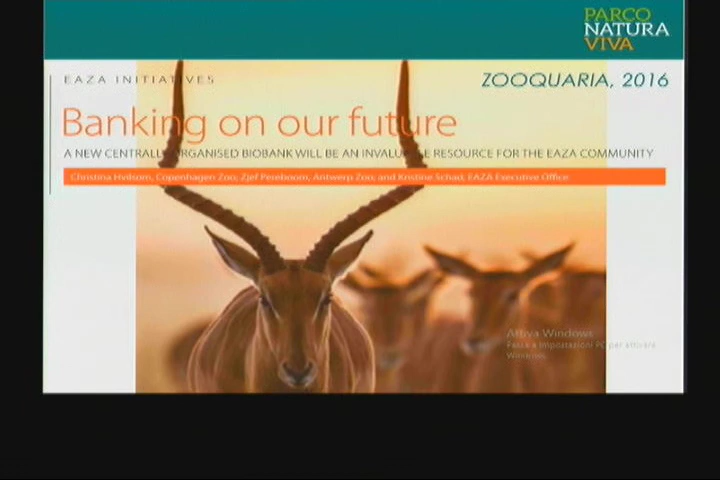 PARCO
NATURA
VIVA
EAZA INITIATIVES
ZOOQUARIA, 2016
Banking on our future
A NEW CENTRALLY ORGANISED BIOBANK WILL BE AN INVALUABLE RESOURCE FOR THE EAZA COMMUNITY
Christina Hvilsom, Copenhagen Zoo; Zjef Pereboom, Antwerp Zoo; and Kristine Schad, EAZA Executive Office
Attiva Windows
Passa a Impostazioni PC per attivare
Windows.